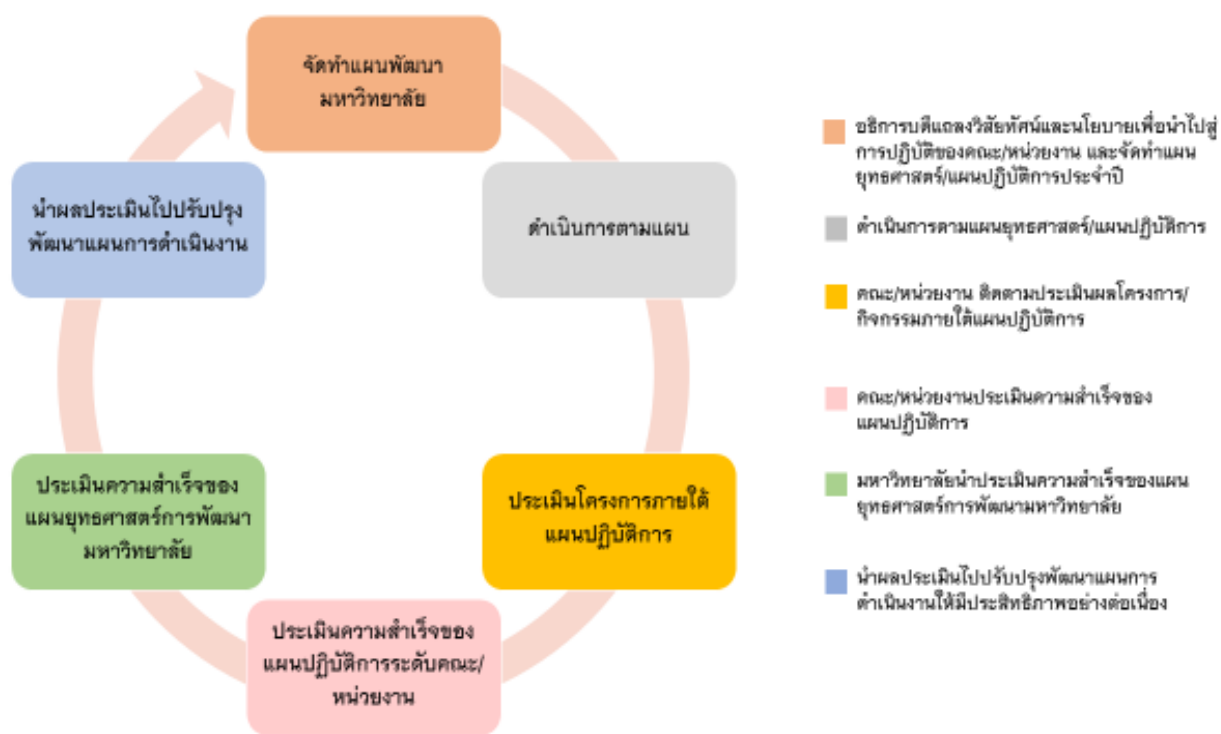 จัดทำแผนพัฒนา
มหาวิทยาลัย
ดำเนินการตามแผน
ประเมินโครงการภายใต้
แผนปฏิบัติการ
ประเมินความสำเร็จของ
แผนปฏิบัติการระดับคณะ/
หน่วยงาน
ประเมินความสำเร็จของ
แผนยุทธศาสตร์การพัฒนา
มหาวิทยาลัย
นำผลประเมินไปปรับปรุง
พัฒนาแผนการดำเนินงาน
อธิการบดีแถลงวิสัยทัศน์และนโยบายเพื่อนำไปสู่
การปฏิบัติของคณะ/หน่วยงาน และจัดทำแผน
ยุทธศาสตร์/แผนปฏิบัติการประจำปี
ดำเนินการตามแผนยุทธศาสตร์/แผนปฏิบัติการ
คณะ/หน่วยงาน ติดตามประเมินผลโครงการ/
กิจกรรมภายใต้แผนปฏิบัติการ
คณะ/หน่วยงานประเมินความสำเร็จของ
แผนปฏิบัติการ
มหาวิทยาลัยนำประเมินความสำเร็จของแผน
ยุทธศาสตร์การพัฒนามหาวิทยาลัย
นำผลประเมินไปปรับปรุงพัฒนาแผนการ
ดำเนินงานให้มีประสิทธิภาพอย่างต่อเนื่อง